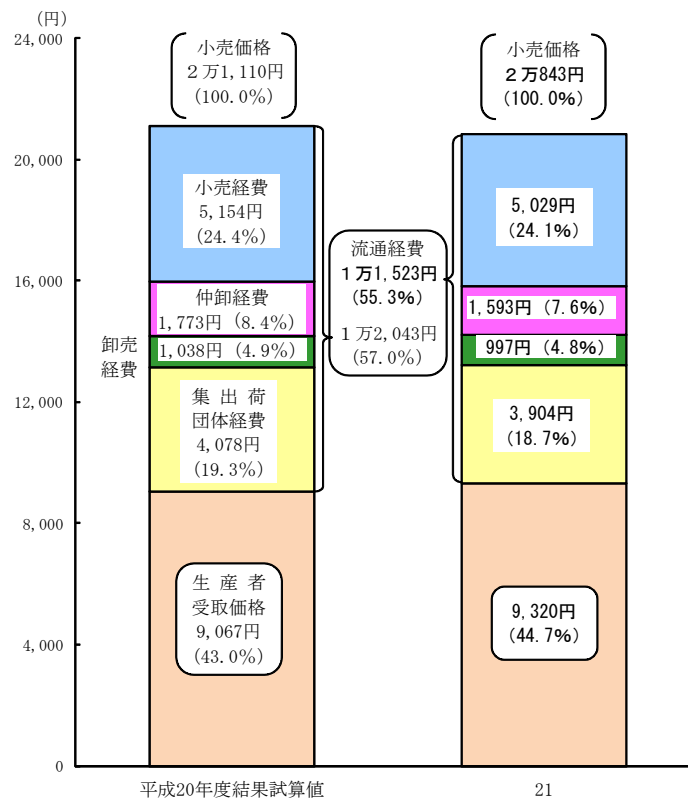 （円）
24,000
20,000
16,000
12,000
8,000
4,000
0
小売価格
２万1,110円
(100.0%)
小売経費
5,154円
(24.4%)
仲卸経費
1,773円（8.4%）
卸売
経費
1,038円（4.9%）
集出荷
団体経費
4,078円
(19.3%)
生産者
受取価格
9,067円
(43.0%)
流通経費
１万1,523円
(55.3%)
１万2,043円
(57.0%)
小売価格
２万843円
(100.0%)
5,029円
(24.1%)
1,593円（7.6%）
997円（4.8%）
3,904円
(18.7%)
9,320円
(44.7%)
平成20年度結果試算値
21